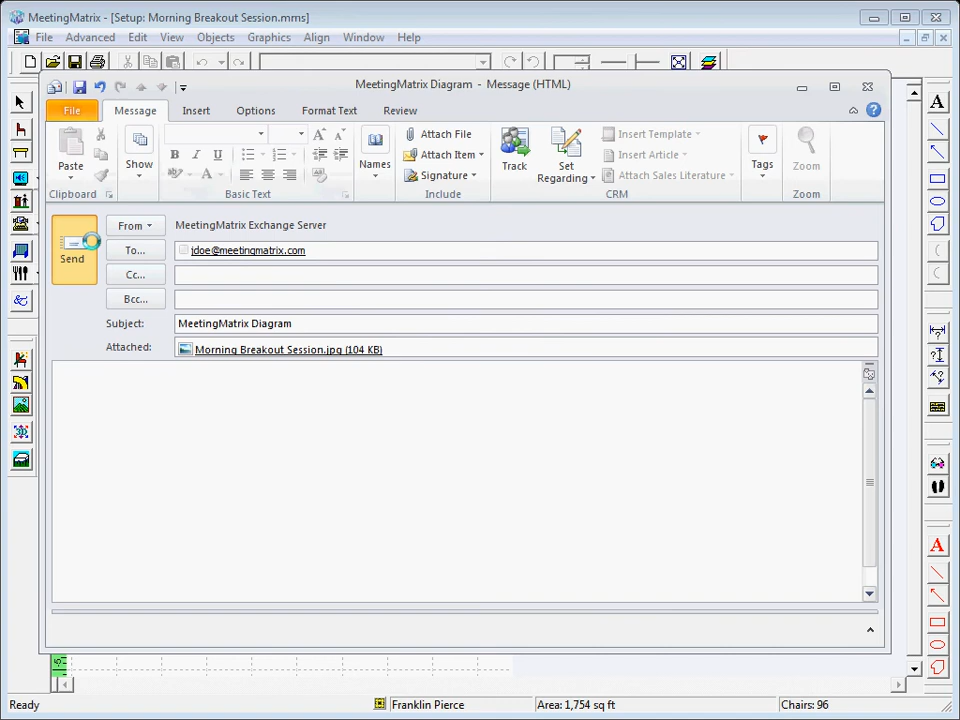 MeetingMatrix - [Setup: Morning Breakout Session.mms]
File Advanced Edit View Objects Graphics Align Window Help
MeetingMatrix Diagram - Message (HTML)
File Message Insert Options Format Text Review
Paste
Clipboard
B I U
A
Basic Text
Show
Names
Attach File
Attach Item
Signature
Include
Track
Set Regarding
Insert Template
Insert Article
Attach Sales Literature
CRM
Tags
Zoom
Zoom
Send
From MeetingMatrix Exchange Server
To... jdoe@meetingmatrix.com
Cc...
Bcc...
Subject: MeetingMatrix Diagram
Attached: Morning Breakout Session.jpg (104 KB)
A
3D
A
-5
Ready Franklin Pierce Area: 1,754 sq ft Chairs: 96